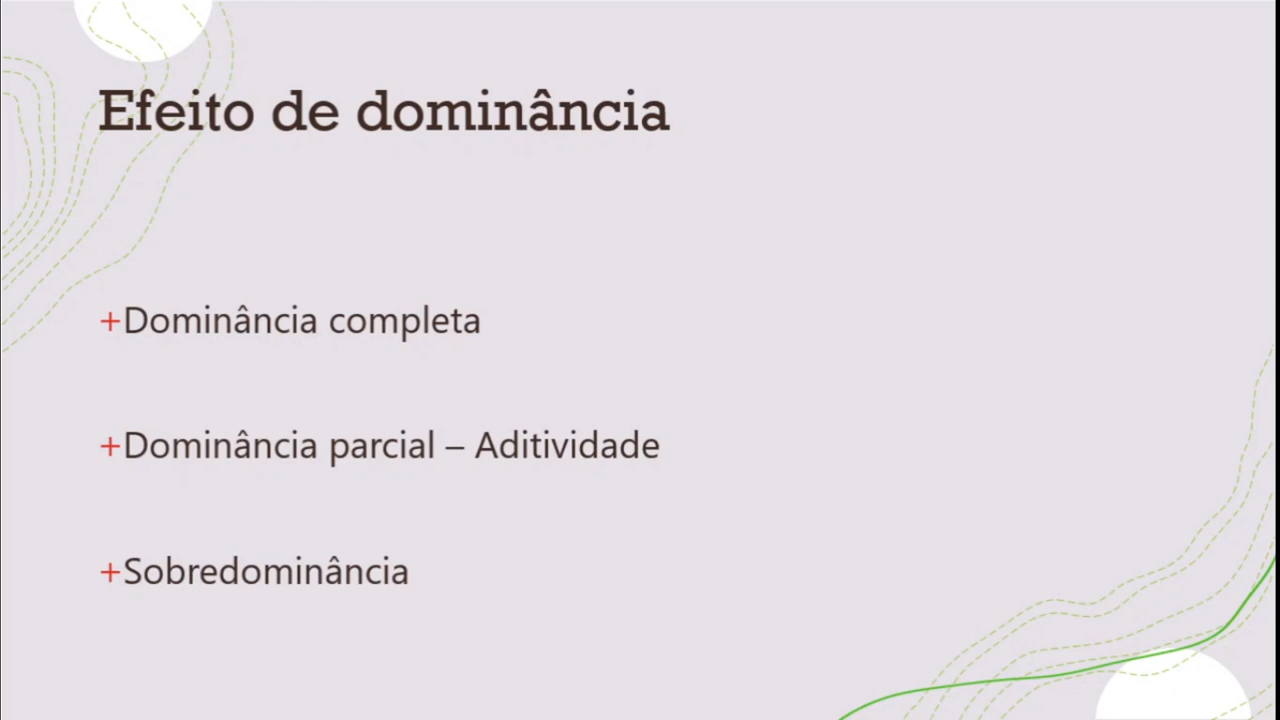 Efeito de dominância
+Dominância completa
+Dominância parcial – Aditividade
+Sobredominância